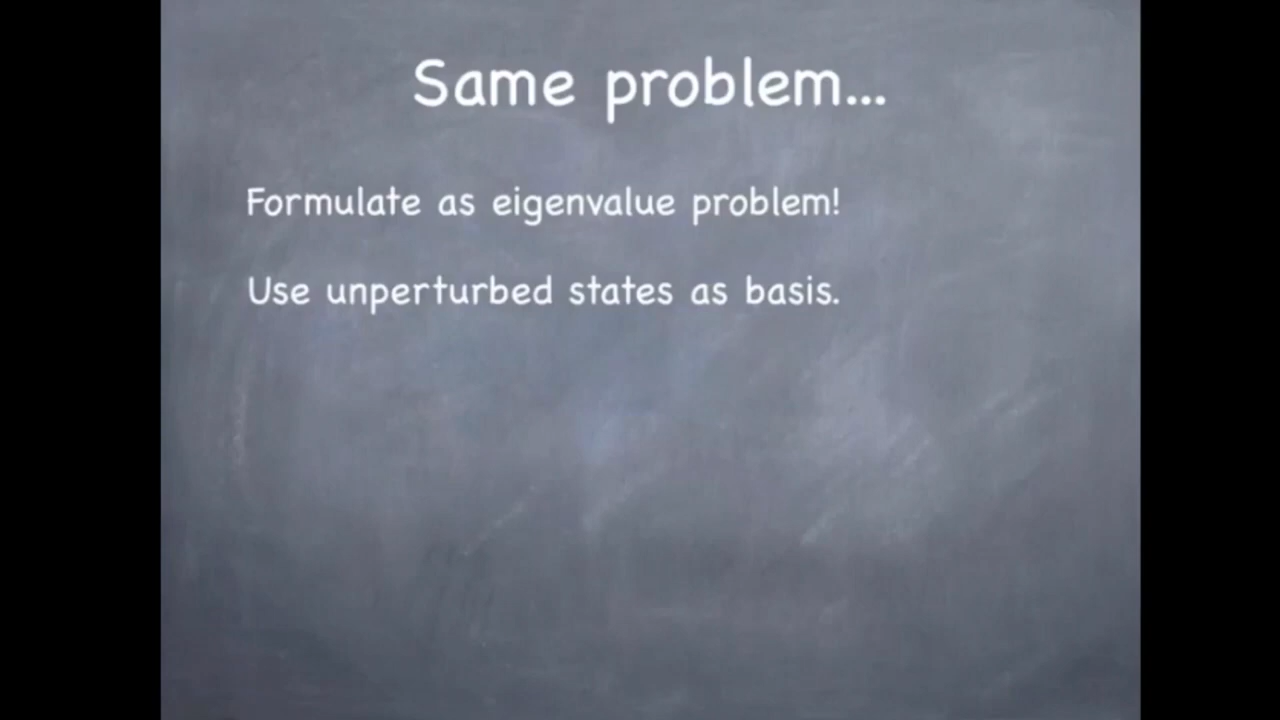 Same problem...
Formulate as eigenvalue problem!
Use unperturbed states as basis.